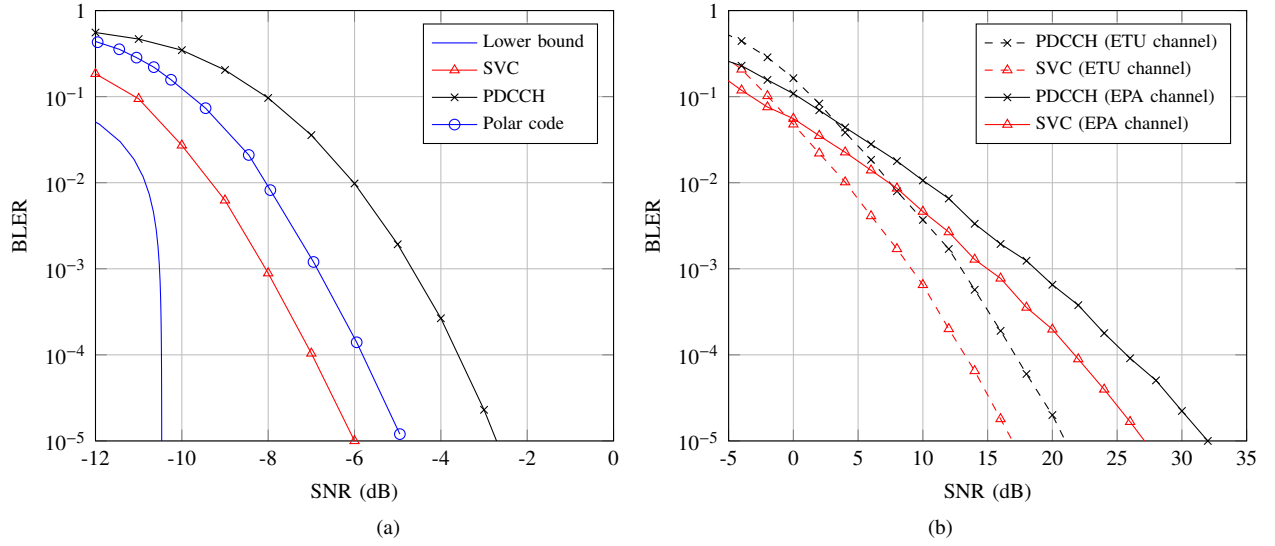 1
10^-1
10^-2
10^-3
10^-4
10^-5
BLER
-12
-10
-8
-6
-4
-2
0
SNR (dB)
Lower bound
SVC
PDCCH
Polar code
(a)
1
10^-1
10^-2
10^-3
10^-4
10^-5
BLER
-5
0
5
10
15
20
25
30
35
SNR (dB)
PDCCH (ETU channel)
SVC (ETU channel)
PDCCH (EPA channel)
SVC (EPA channel)
(b)